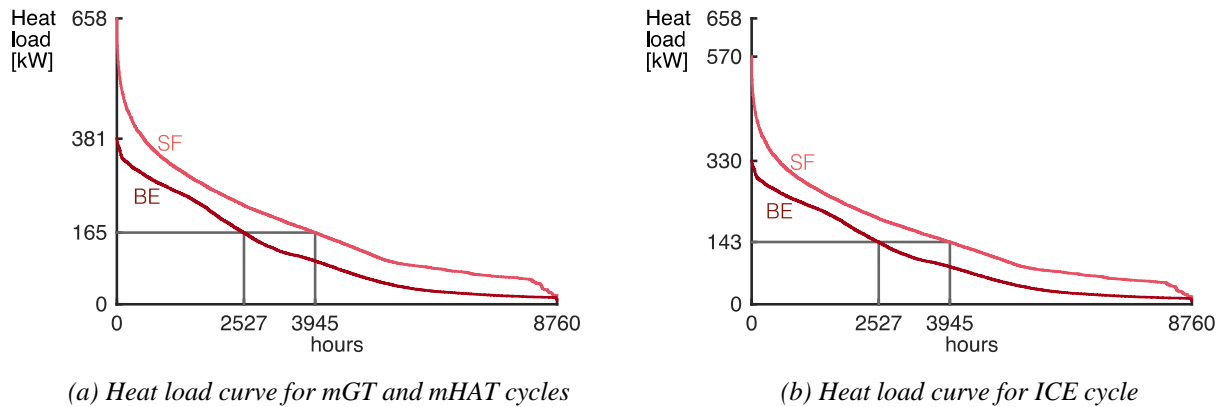 Heat
load
[kW]
658
381
165
0
SF
BE
0
2527
3945
8760
hours
(a) Heat load curve for mGT and mHAT cycles
Heat
load
[kW]
658
570
330
143
0
SF
BE
0
2527
3945
8760
hours
(b) Heat load curve for ICE cycle